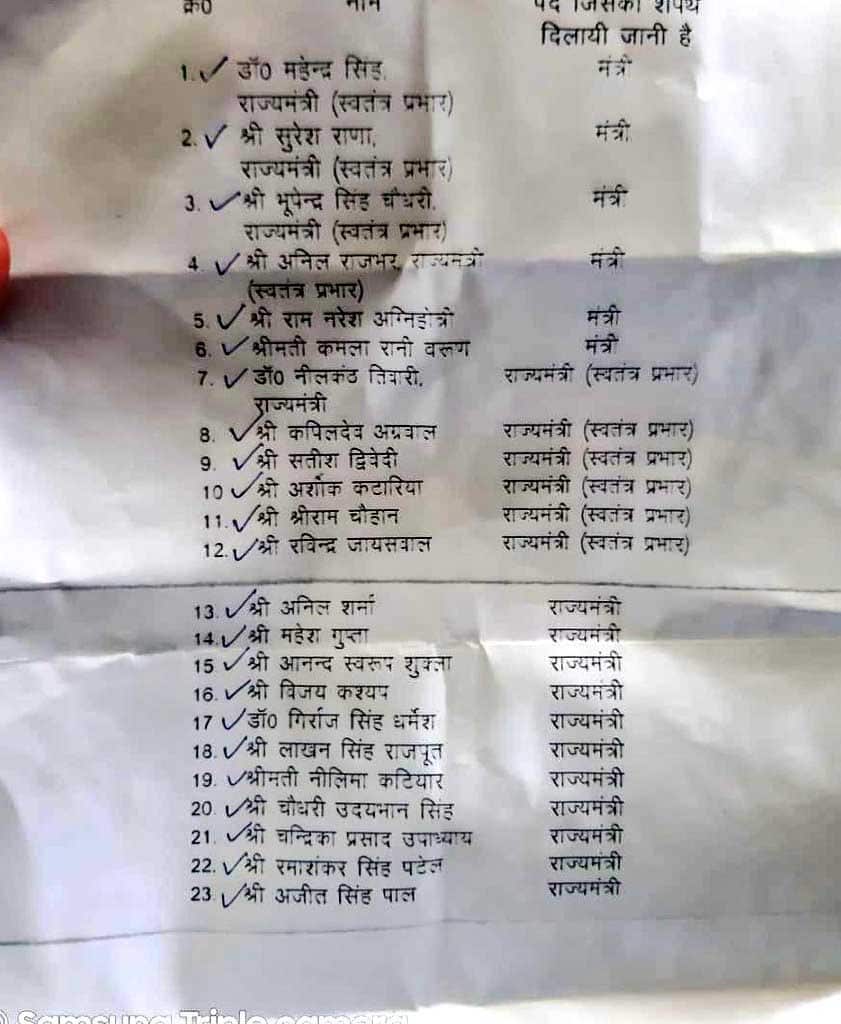 क्र0 नाम पद जिसकी शपथ
दिलायी जानी है
1. डॉ0 महेन्द्र सिंह, मंत्री
राज्यमंत्री (स्वतंत्र प्रभार)
2. श्री सुरेश राणा, मंत्री
राज्यमंत्री (स्वतंत्र प्रभार)
3. श्री भूपेन्द्र सिंह चौधरी, मंत्री
राज्यमंत्री (स्वतंत्र प्रभार)
4. श्री अनिल राजभर, राज्यमंत्री मंत्री
(स्वतंत्र प्रभार)
5. श्री राम नरेश अग्निहोत्री मंत्री
6. श्रीमती कमला रानी वरूण मंत्री
7. डॉ0 नीलकंठ तिवारी, राज्यमंत्री (स्वतंत्र प्रभार)
राज्यमंत्री
8. श्री कपिलदेव अग्रवाल राज्यमंत्री (स्वतंत्र प्रभार)
9. श्री सतीश द्विवेदी राज्यमंत्री (स्वतंत्र प्रभार)
10 श्री अशोक कटारिया राज्यमंत्री (स्वतंत्र प्रभार)
11. श्री श्रीराम चौहान राज्यमंत्री (स्वतंत्र प्रभार)
12. श्री रविन्द्र जायसवाल राज्यमंत्री (स्वतंत्र प्रभार)
13. श्री अनिल शर्मा राज्यमंत्री
14. श्री महेश गुप्ता राज्यमंत्री
15 श्री आनन्द स्वरूप शुक्ला राज्यमंत्री
16. श्री विजय कश्यप राज्यमंत्री
17 डॉ0 गिर्राज सिंह धर्मेश राज्यमंत्री
18. श्री लाखन सिंह राजपूत राज्यमंत्री
19. श्रीमती नीलिमा कटियार राज्यमंत्री
20. श्री चौधरी उदयभान सिंह राज्यमंत्री
21. श्री चन्द्रिका प्रसाद उपाध्याय राज्यमंत्री
22. श्री रमाशंकर सिंह पटेल राज्यमंत्री
23. श्री अजीत सिंह पाल राज्यमंत्री
Samsung Triple camera